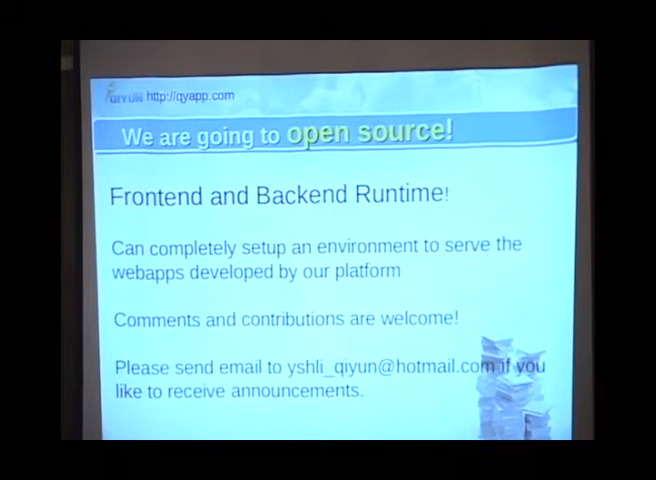 QIYUN http://qyapp.com
We are going to open source!
Frontend and Backend Runtime!
Can completely setup an environment to serve the
webapps developed by our platform
Comments and contributions are welcome!
Please send email to yshli_qiyun@hotmail.com if you
like to receive announcements.